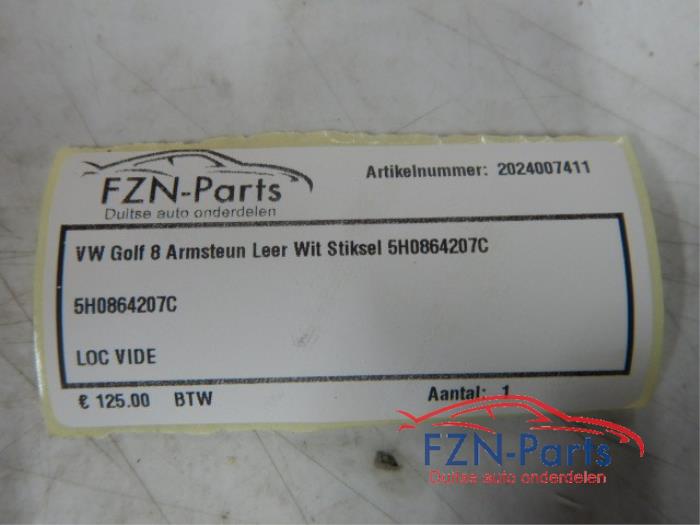 FZN-Parts
Duitse auto onderdelen
Artikelnummer: 2024007411
VW Golf 8 Armsteun Leer Wit Stiksel 5H0864207C
5H0864207C
LOC VIDE
€ 125.00 BTW
Aantal: 1
FZN-Parts
Duitse auto onderdelen